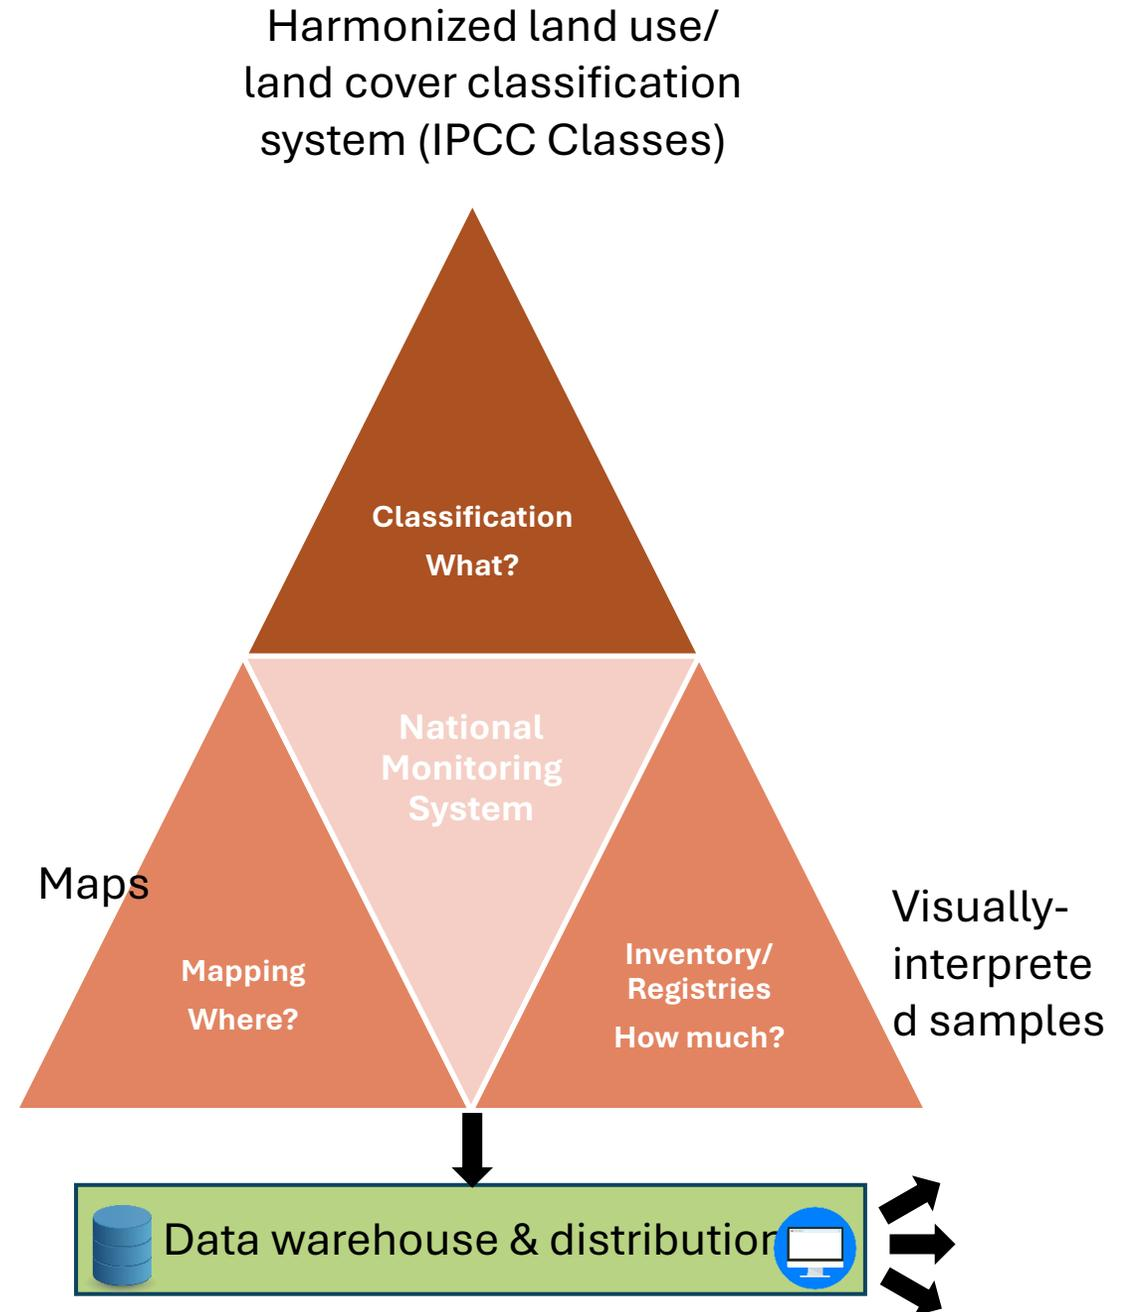 Harmonized land use/
land cover classification
system (IPCC Classes)
Classification
What?
National
Monitoring
System
Maps
Mapping
Where?
Inventory/
Registries
How much?
Visually-
interprete
d samples
Data warehouse & distribution